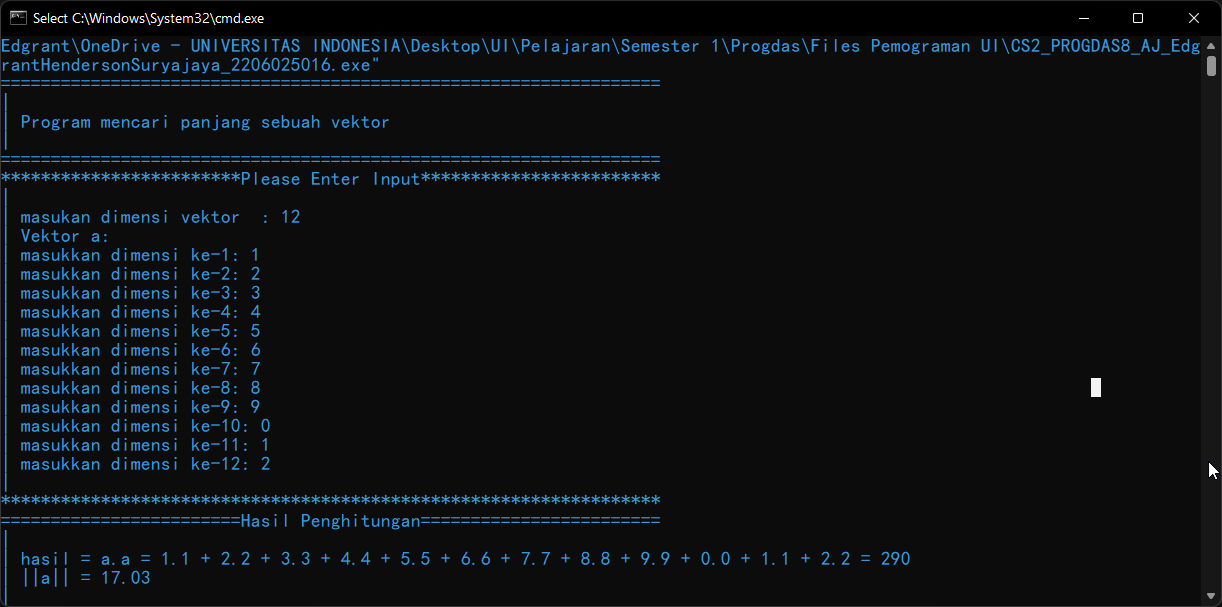 Select C:\Windows\System32\cmd.exe
Edgrant\OneDrive - UNIVERSITAS INDONESIA\Desktop\UI\Pelajaran\Semester 1\Progdas\Files Pemograman UI\CS2_PROGDAS8_AJ_Edg
rantHendersonSuryajaya_2206025016.exe"
==================================================================
|
| Program mencari panjang sebuah vektor
|
==================================================================
************************Please Enter Input************************
|
| masukan dimensi vektor  : 12
| Vektor a:
| masukkan dimensi ke-1: 1
| masukkan dimensi ke-2: 2
| masukkan dimensi ke-3: 3
| masukkan dimensi ke-4: 4
| masukkan dimensi ke-5: 5
| masukkan dimensi ke-6: 6
| masukkan dimensi ke-7: 7
| masukkan dimensi ke-8: 8
| masukkan dimensi ke-9: 9
| masukkan dimensi ke-10: 0
| masukkan dimensi ke-11: 1
| masukkan dimensi ke-12: 2
|
******************************************************************
========================Hasil Penghitungan========================
|
| hasil = a.a = 1.1 + 2.2 + 3.3 + 4.4 + 5.5 + 6.6 + 7.7 + 8.8 + 9.9 + 0.0 + 1.1 + 2.2 = 290
| ||a|| = 17.03
|